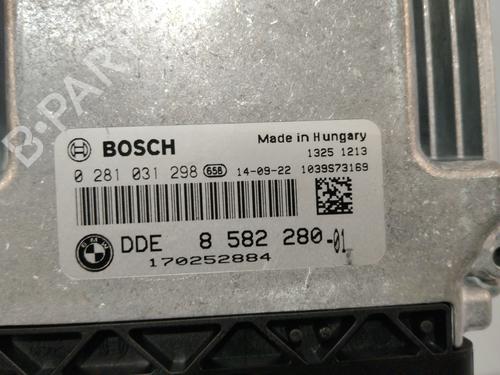 B-PARTS
BOSCH
Made in Hungary
1325 1213
0 281 031 298 658 14-09-22 1039S73169
BMW
DDE 8 582 280-01
170252884